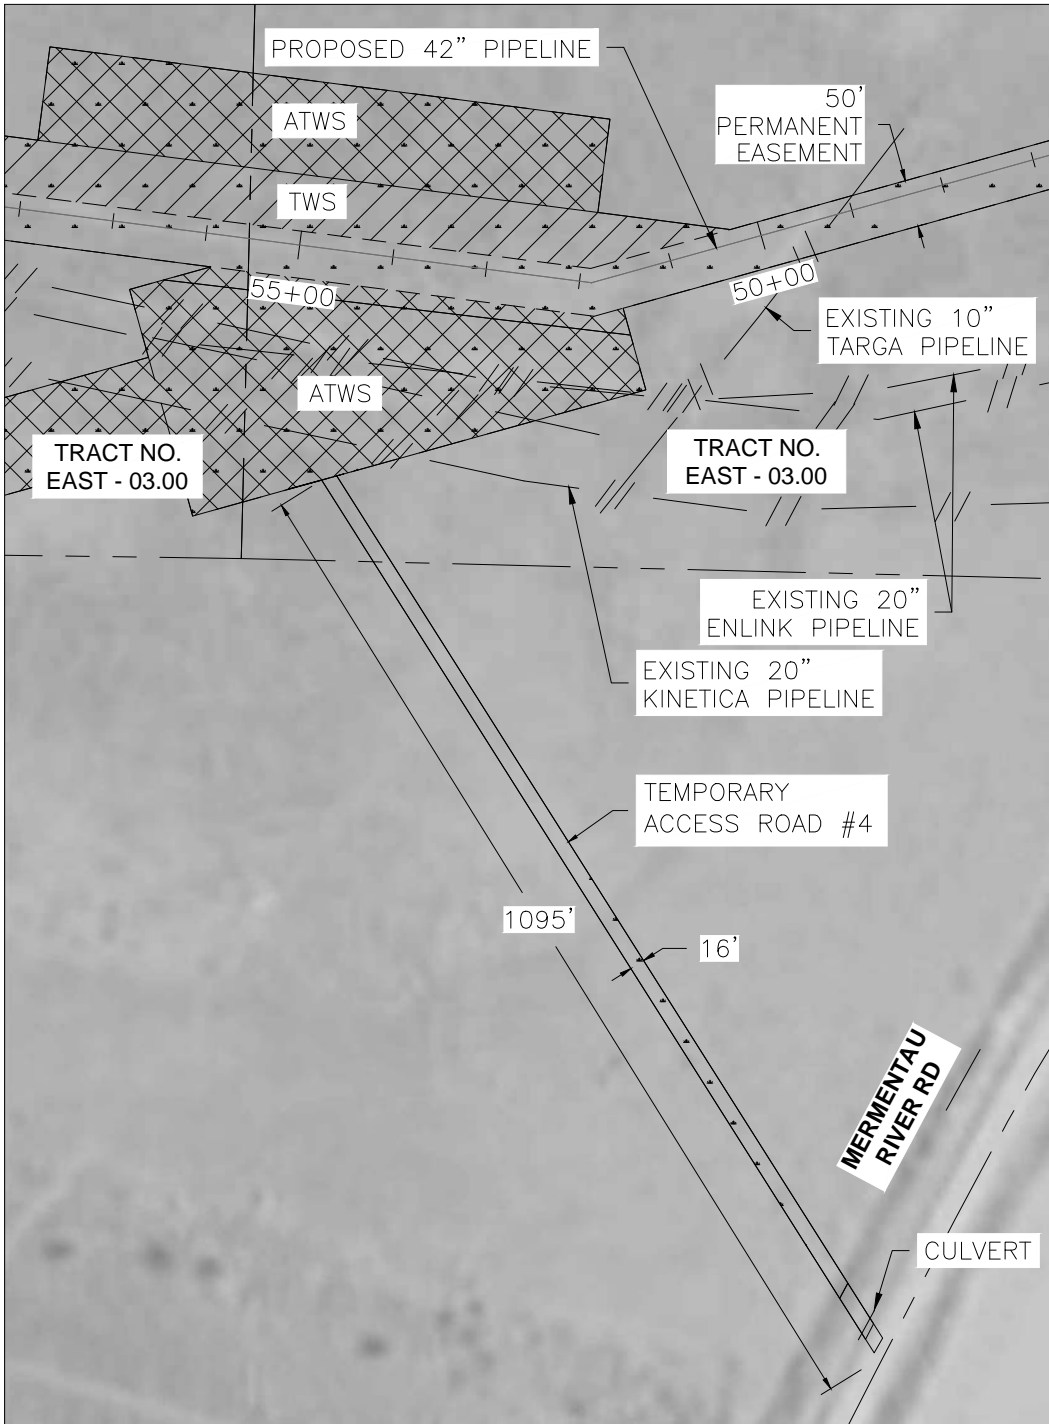 PROPOSED 42” PIPELINE
50’
PERMANENT
EASEMENT
ATWS
TWS
55+00
50+00
EXISTING 10”
TARGA PIPELINE
ATWS
TRACT NO.
EAST - 03.00
TRACT NO.
EAST - 03.00
EXISTING 20”
ENLINK PIPELINE
EXISTING 20”
KINETICA PIPELINE
TEMPORARY
ACCESS ROAD #4
1095’
16’
MERMENTAU
RIVER RD
CULVERT